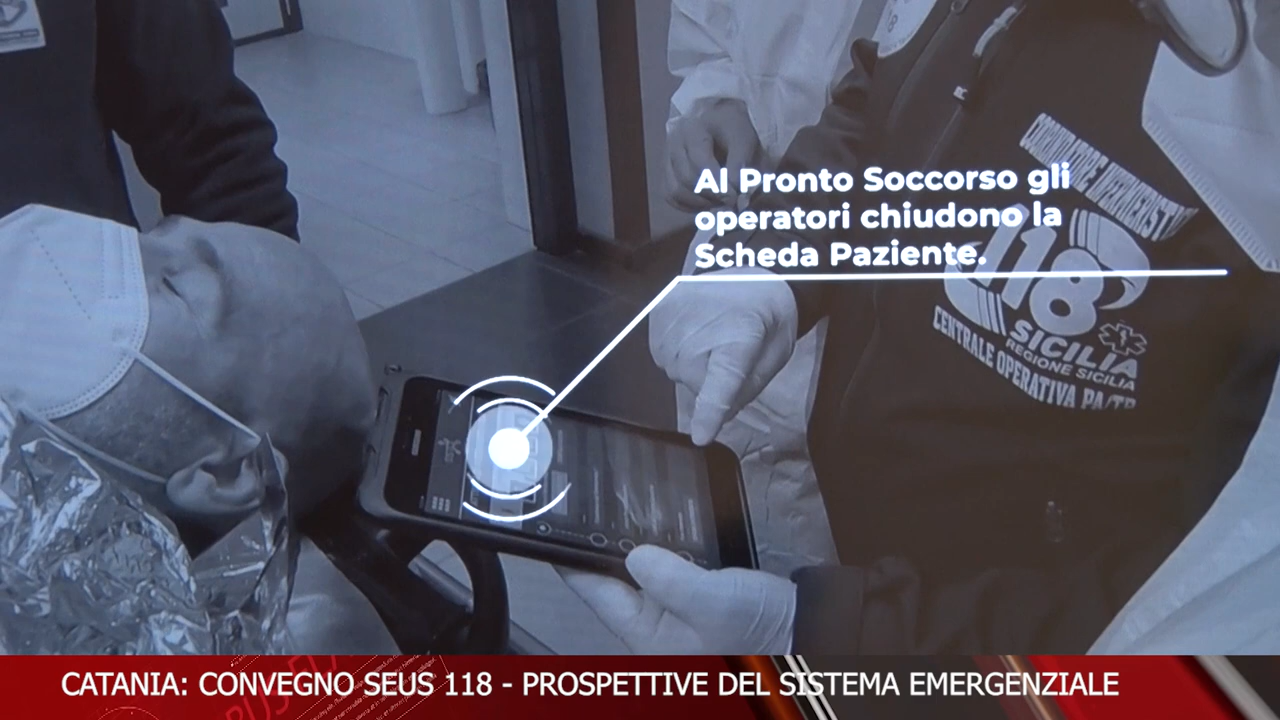 Al Pronto Soccorso gli
operatori chiudono la
Scheda Paziente.
118
SICILIA
REGIONE SICILIA
CENTRALE OPERATIVA PA/TP
CATANIA: CONVEGNO SEUS 118 - PROSPETTIVE DEL SISTEMA EMERGENZIALE